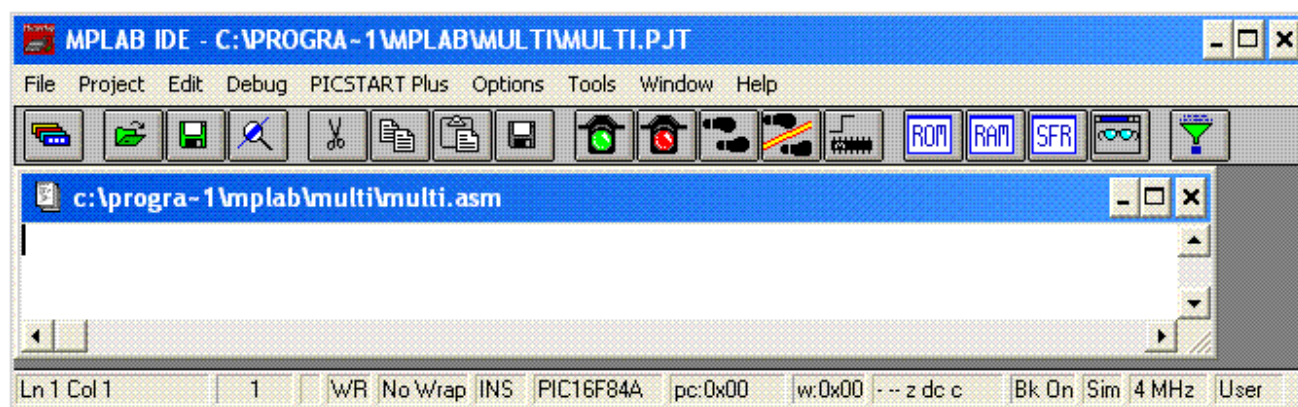 MPLAB IDE - C:\PROGRA~1\MPLAB\MULTI\MULTI.PJT
File Project Edit Debug PICSTART Plus Options Tools Window Help
ROM RAM SFR
c:\progra~1\mplab\multi\multi.asm
Ln 1 Col 1 1 WR No Wrap INS PIC16F84A pc:0x00 w:0x00 - -- z dc c Bk On Sim 4 MHz User